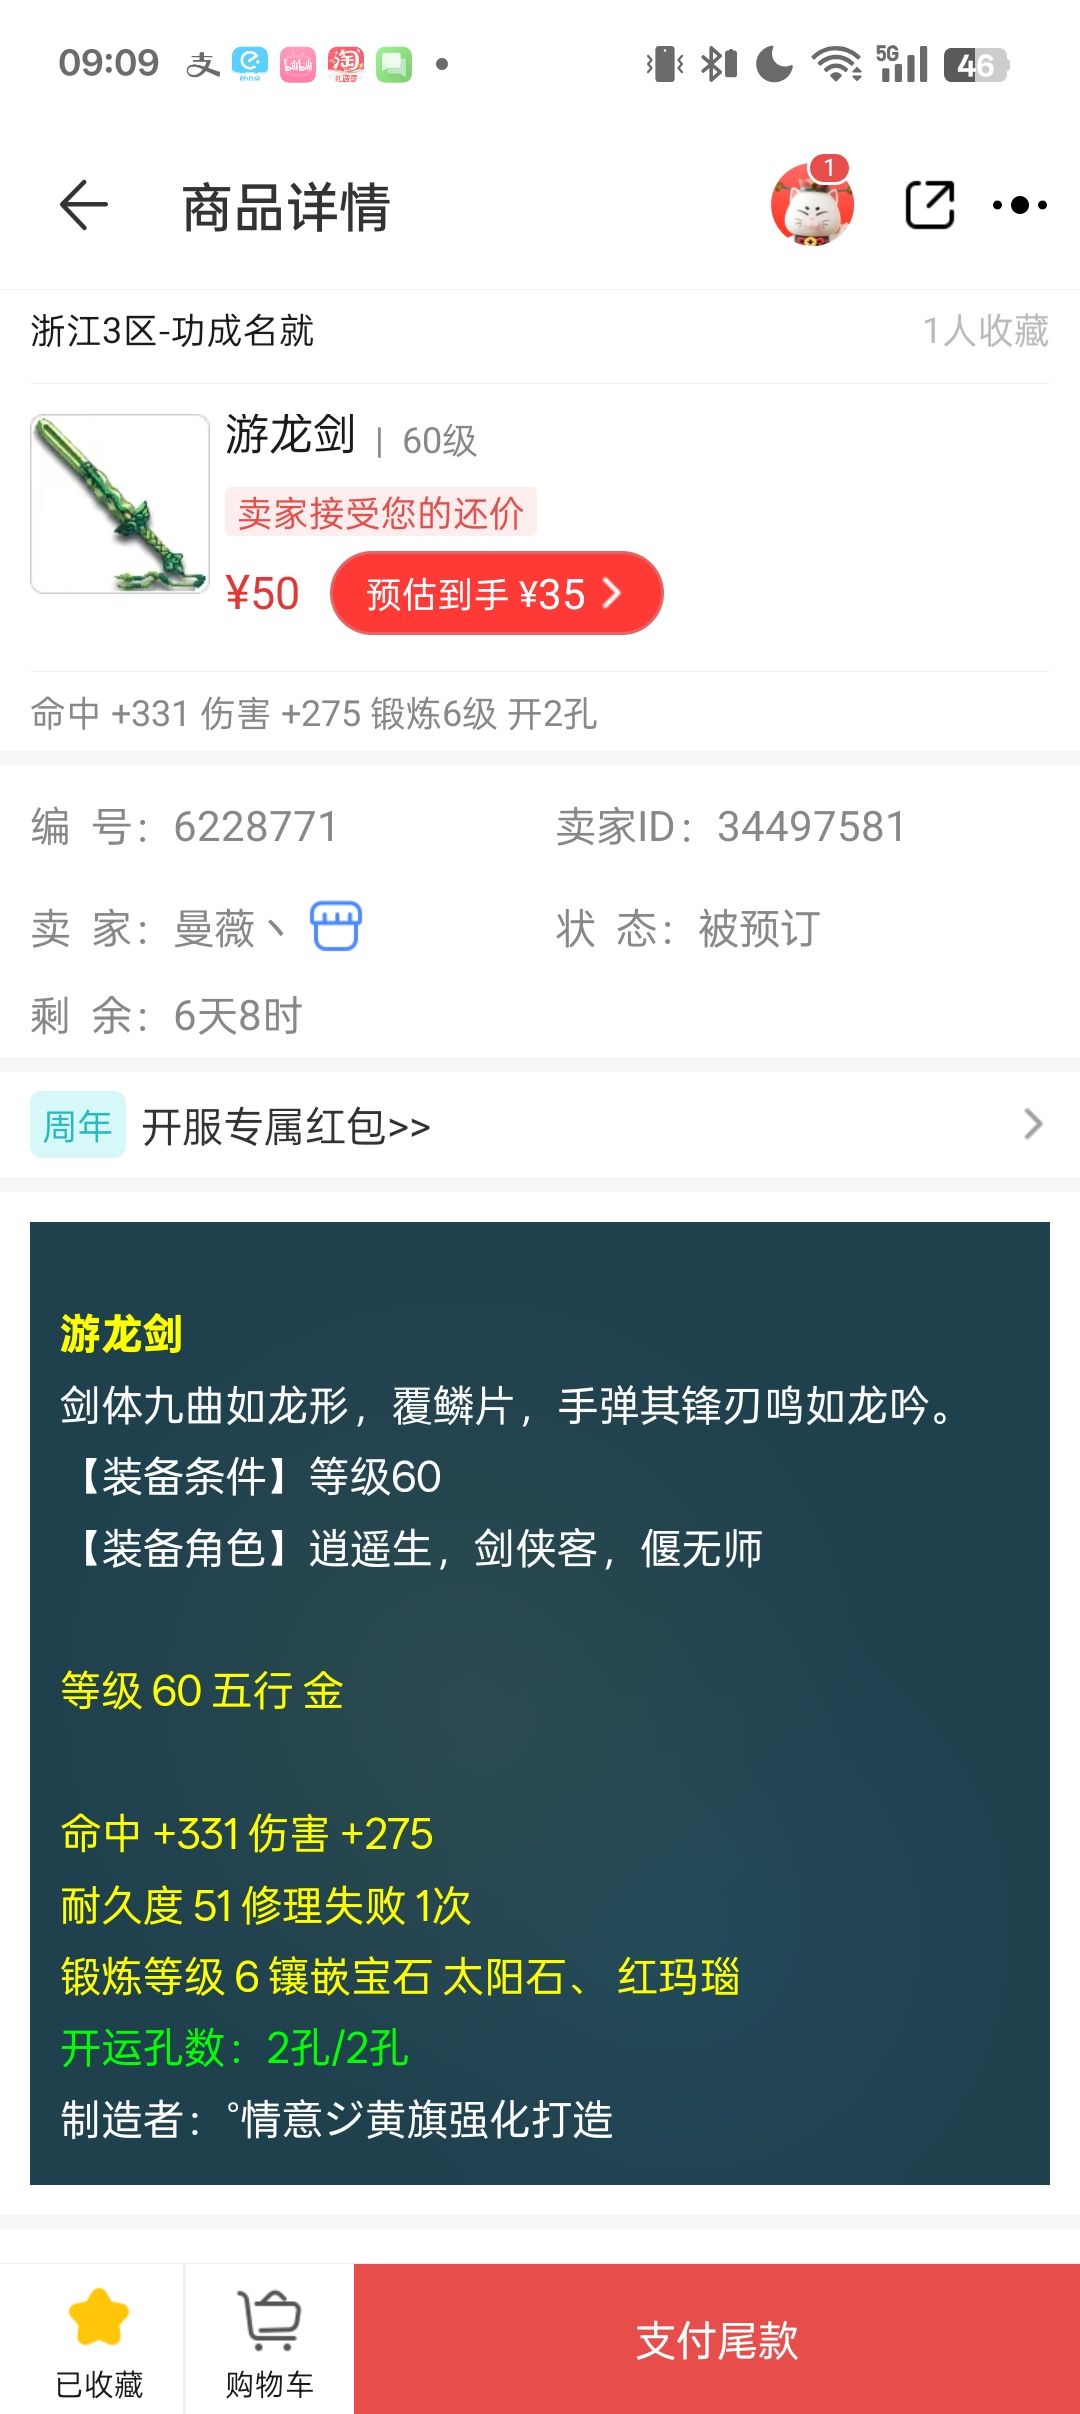 09:09
支
bilibili
淘
5G
46
商品详情
1
浙江3区-功成名就
1人收藏
游龙剑 | 60级
卖家接受您的还价
¥50
预估到手 ¥35
命中 +331 伤害 +275 锻炼6级 开2孔
编 号：6228771
卖家ID：34497581
卖 家：曼薇丶
状 态：被预订
剩 余：6天8时
周年
开服专属红包>>
游龙剑
剑体九曲如龙形，覆鳞片，手弹其锋刃鸣如龙吟。
【装备条件】等级60
【装备角色】逍遥生，剑侠客，偃无师
等级 60 五行 金
命中 +331 伤害 +275
耐久度 51 修理失败 1次
锻炼等级 6 镶嵌宝石 太阳石、 红玛瑙
开运孔数：2孔/2孔
制造者：°情意ジ黄旗强化打造
已收藏
购物车
支付尾款